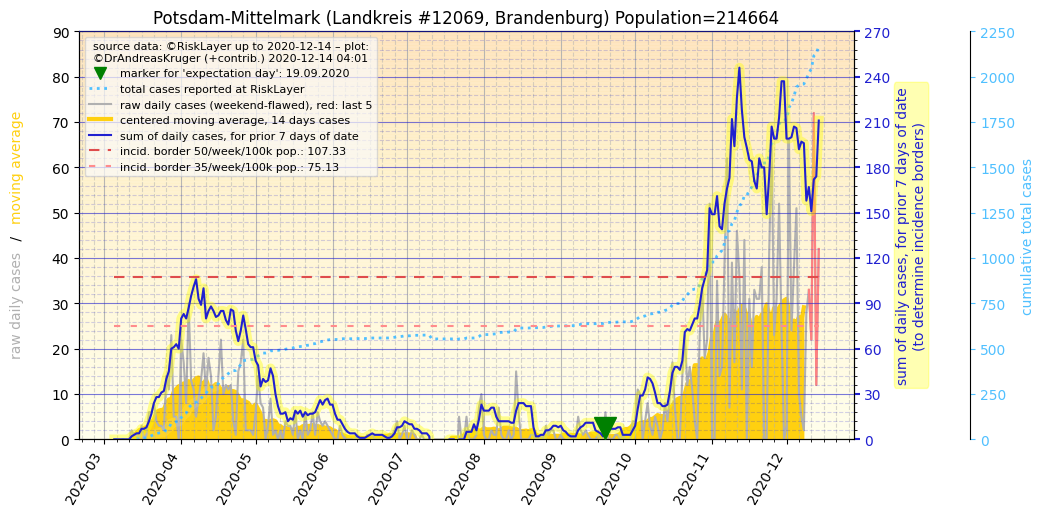 Potsdam-Mittelmark (Landkreis #12069, Brandenburg) Population=214664
source data: ©RiskLayer up to 2020-12-14 – plot:
©DrAndreasKruger (+contrib.) 2020-12-14 04:01
marker for 'expectation day': 19.09.2020
total cases reported at RiskLayer
raw daily cases (weekend-flawed), red: last 5
centered moving average, 14 days cases
sum of daily cases, for prior 7 days of date
incid. border 50/week/100k pop.: 107.33
incid. border 35/week/100k pop.: 75.13
raw daily cases / moving average
90
80
70
60
50
40
30
20
10
0
270
240
210
180
150
120
90
60
30
0
sum of daily cases, for prior 7 days of date
(to determine incidence borders)
2250
2000
1750
1500
1250
1000
750
500
250
0
cumulative total cases
2020-03
2020-04
2020-05
2020-06
2020-07
2020-08
2020-09
2020-10
2020-11
2020-12